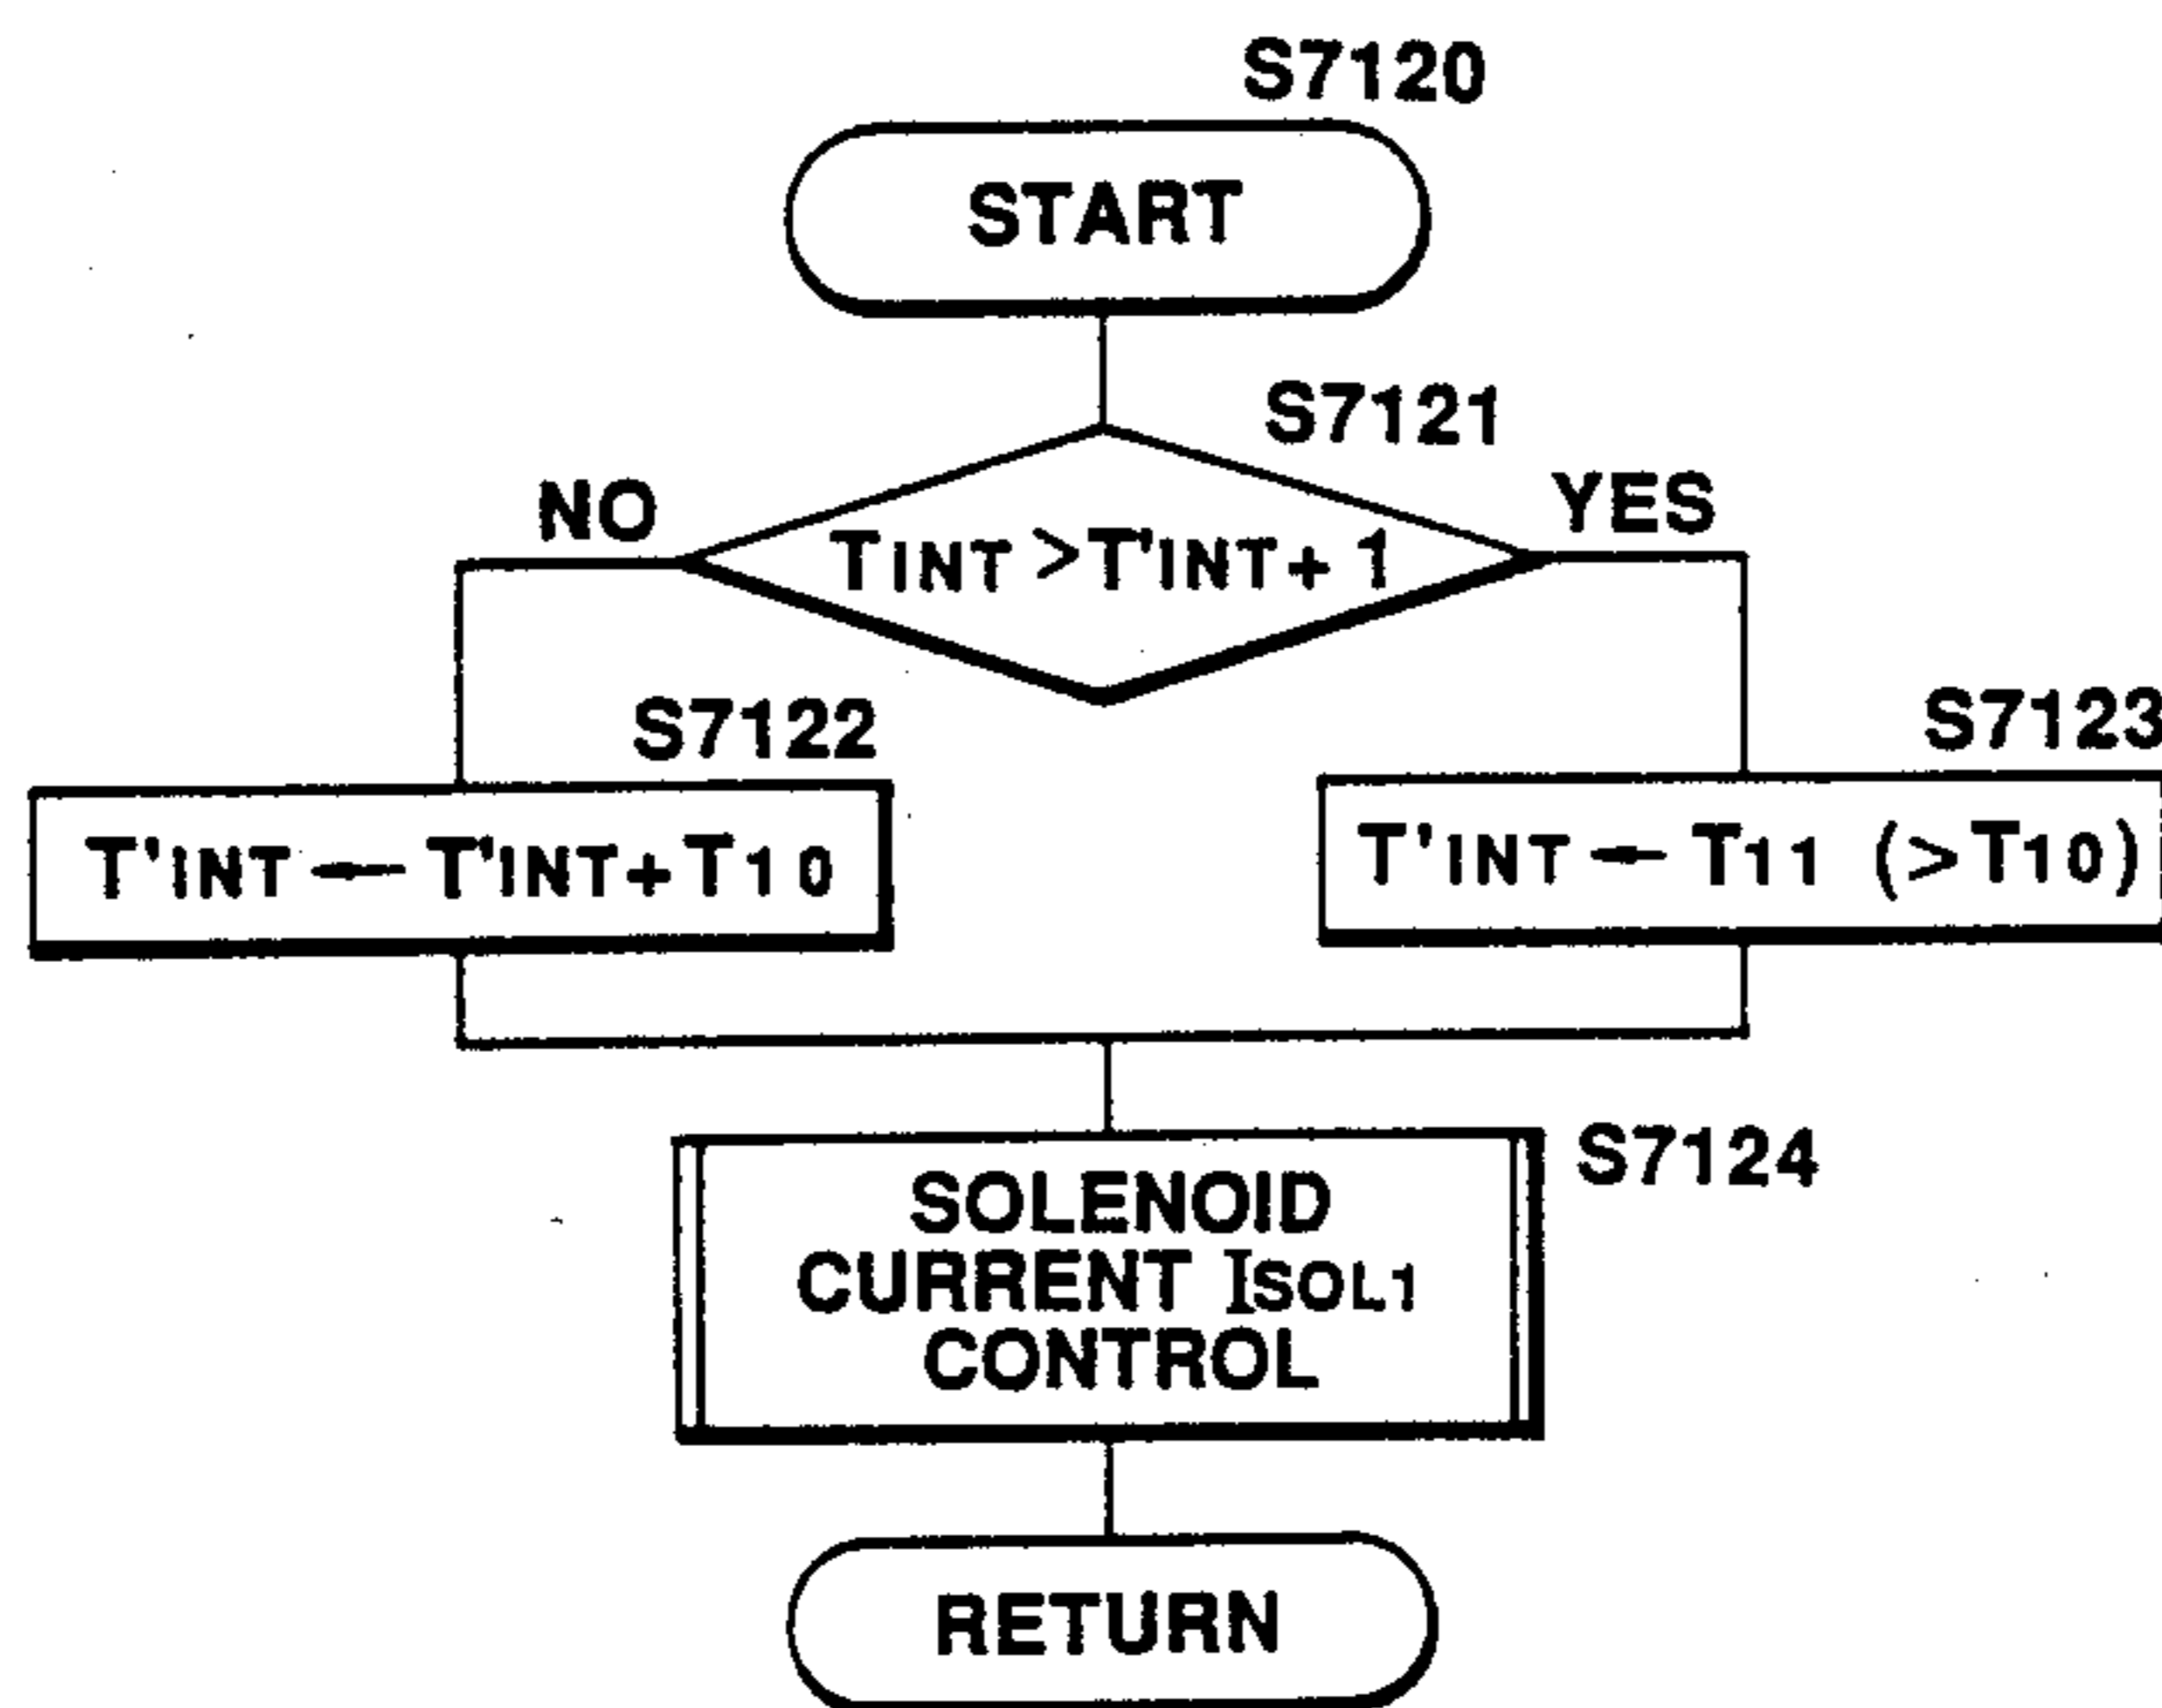 S7120
START
S7121
NO
YES
TINT >T'INT+ 1
S7122
S7123
T'INT ← T'INT+T10
T'INT ← T11 (>T10)
S7124
SOLENOID
CURRENT ISOL1
CONTROL
RETURN